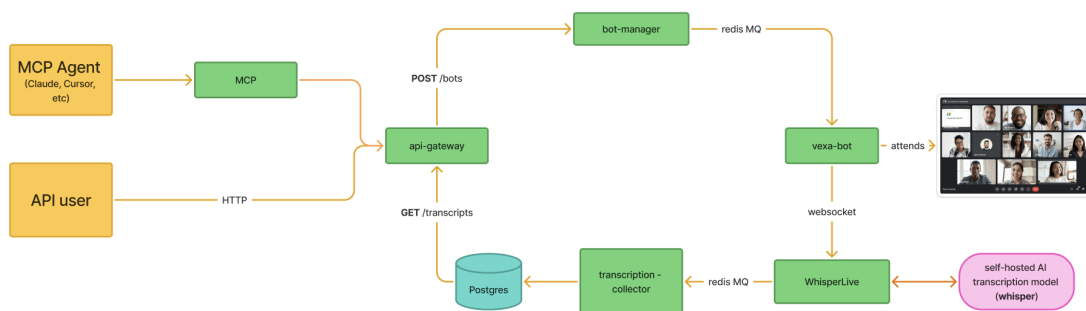 MCP Agent
(Claude, Cursor,
etc)
MCP
POST /bots
bot-manager
redis MQ
API user
HTTP
api-gateway
vexa-bot
attends
GET /transcripts
websocket
Postgres
transcription -
collector
redis MQ
WhisperLive
self-hosted AI
transcription model
(whisper)